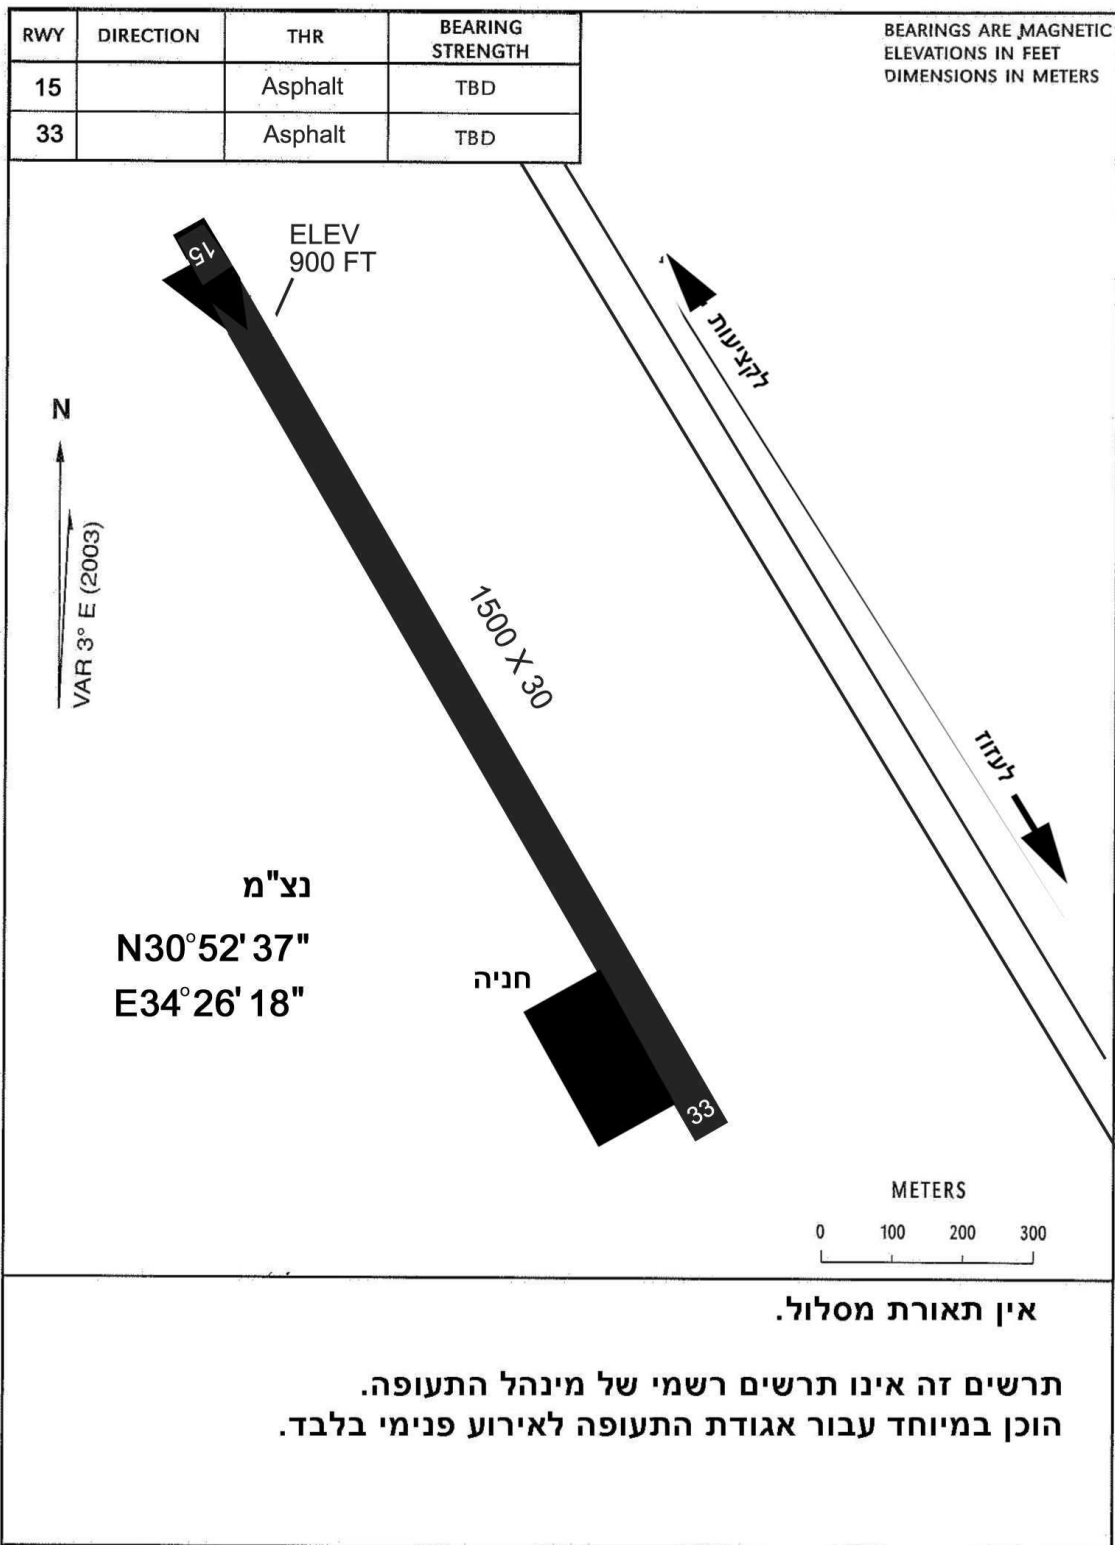 RWY DIRECTION THR BEARING STRENGTH
15 Asphalt TBD
33 Asphalt TBD
BEARINGS ARE MAGNETIC
ELEVATIONS IN FEET
DIMENSIONS IN METERS
15
ELEV
900 FT
לקציעות
N
VAR 3° E (2003)
1500 X 30
לעזוז
נצ"מ
N30°52'37"
E34°26'18"
חניה
33
METERS
0 100 200 300
אין תאורת מסלול.
תרשים זה אינו תרשים רשמי של מינהל התעופה.
הוכן במיוחד עבור אגודת התעופה לאירוע פנימי בלבד.